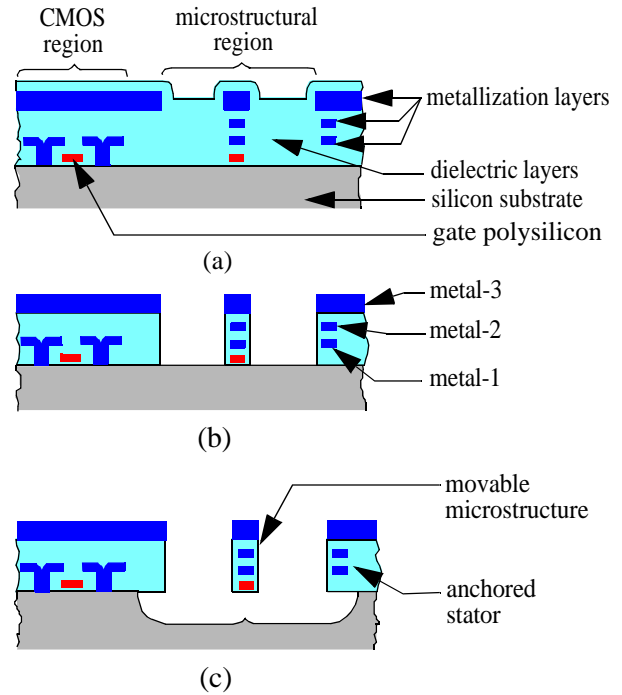 CMOS
region
microstructural
region
metallization layers
dielectric layers
silicon substrate
gate polysilicon
(a)
metal-3
metal-2
metal-1
(b)
movable
microstructure
anchored
stator
(c)